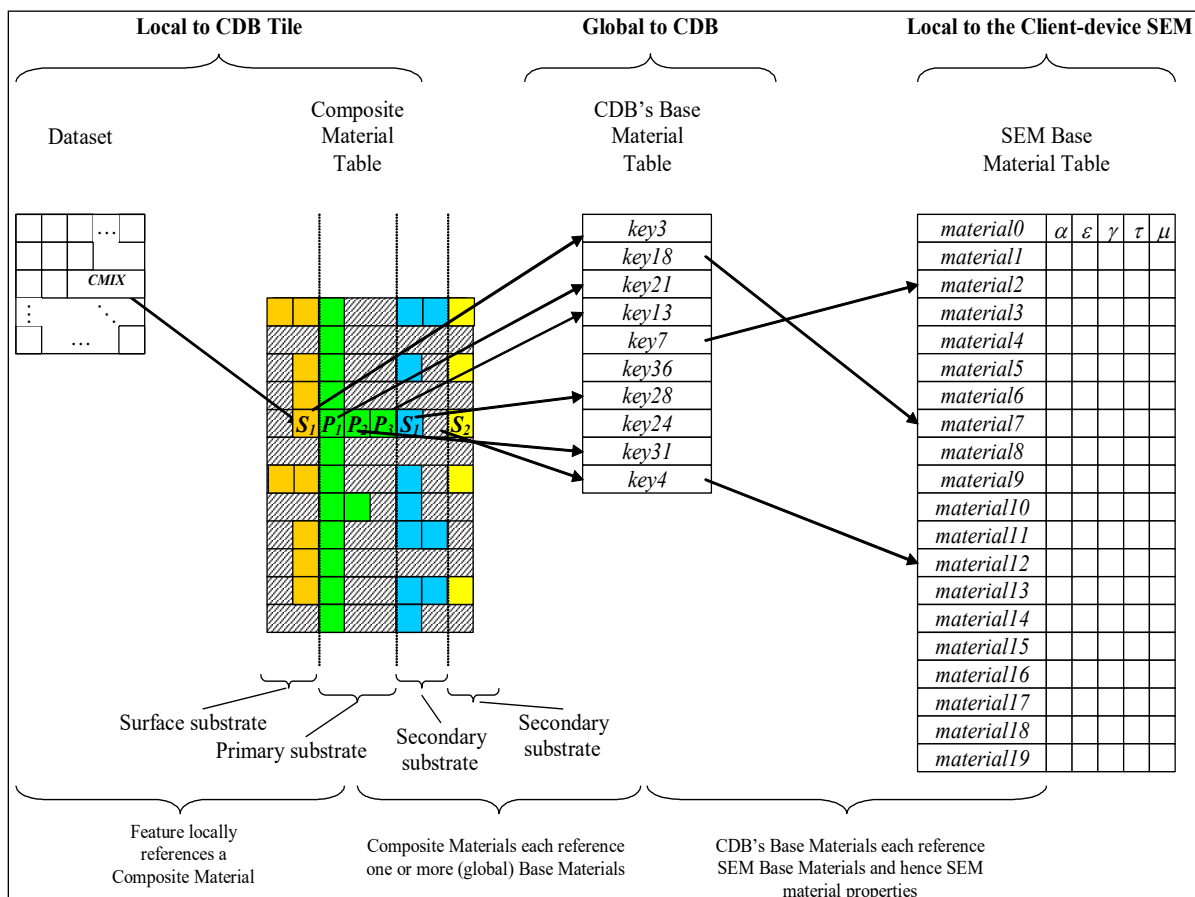 Local to CDB Tile
Global to CDB
Local to the Client-device SEM
Dataset
Composite
Material
Table
CDB's Base
Material
Table
SEM Base
Material Table
...
CMIX
...
S1 P1 P2 P3 S1 S2
key3
key18
key21
key13
key7
key36
key28
key24
key31
key4
material0 α ε γ τ μ
material1
material2
material3
material4
material5
material6
material7
material8
material9
material10
material11
material12
material13
material14
material15
material16
material17
material18
material19
Surface substrate
Primary substrate
Secondary
substrate
Secondary
substrate
Feature locally
references a
Composite Material
Composite Materials each reference
one or more (global) Base Materials
CDB's Base Materials each reference
SEM Base Materials and hence SEM
material properties